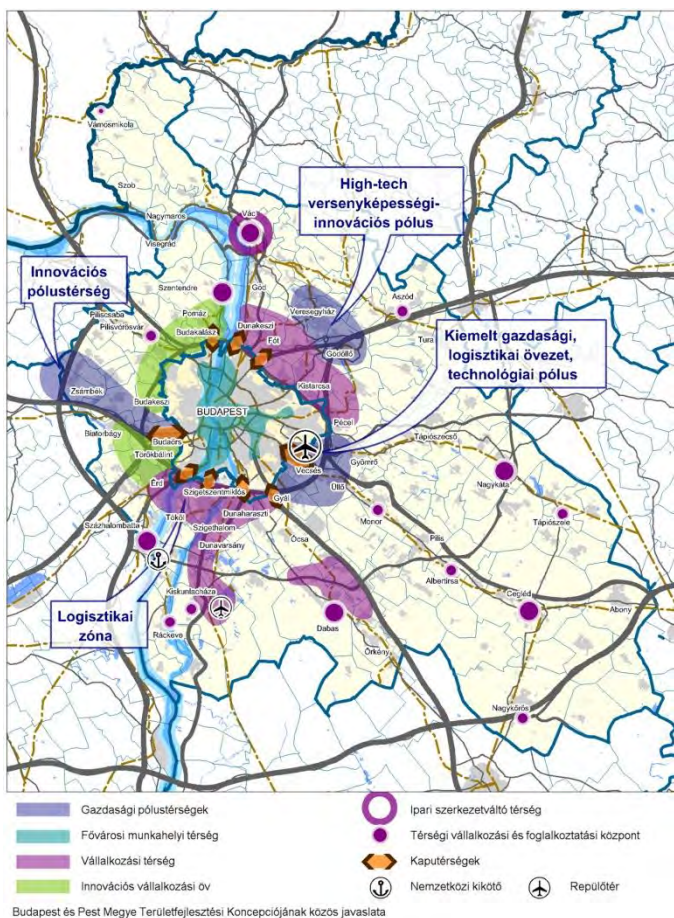 Városmikola
Szob
Nagymaros
Visegrád
Vác
High-tech
versenyképességi-
innovációs pólus
Innovációs
pólustérség
Szentendre
Göd
Veresegyház
Aszód
Piliscsaba
Pilisvörösvár
Pomáz
Budakalász
Dunakeszi
Fót
Gödöllő
Tura
Kiemelt gazdasági,
logisztikai övezet,
technológiai pólus
Zsámbék
Budakeszi
Kistarcsa
BUDAPEST
Pécel
Biatorbágy
Budaörs
Törökbálint
Vecsés
Gyömrő
Tápiószecső
Érd
Szigetszentmiklós
Gyál
Üllő
Nagykáta
Tököl
Dunaharaszti
Szigethalom
Százhalombatta
Dunavarsány
Ócsa
Monor
Pilis
Tápiószele
Albertirsa
Logisztikai
zóna
Kiskunlacháza
Ráckeve
Dabas
Cegléd
Abony
Örkény
Nagykőrös
Gazdasági pólustérségek
Fővárosi munkahelyi térség
Vállalkozási térség
Innovációs vállalkozási öv
Ipari szerkezetváltó térség
Térségi vállalkozási és foglalkoztatási központ
Kaputérségek
Nemzetközi kikötő
Repülőtér
Budapest és Pest Megye Területfejlesztési Koncepciójának közös javaslata